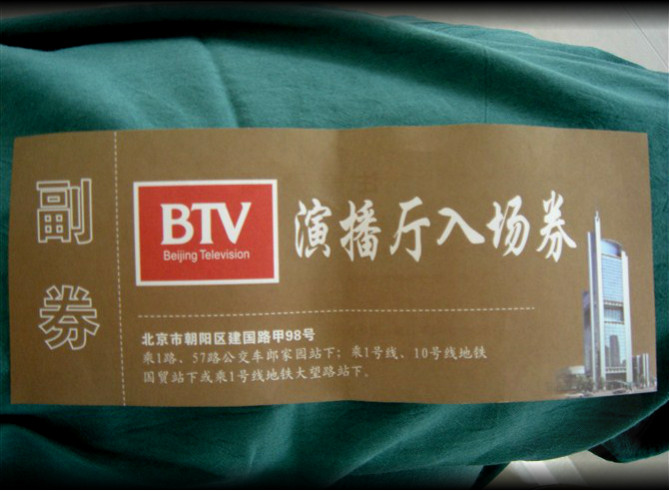 副券
BTV
Beijing Television
演播厅入场券
北京市朝阳区建国路甲98号
乘1路、57路公交车郎家园站下；乘1号线、10号线地铁
国贸站下或乘1号线地铁大望路站下。